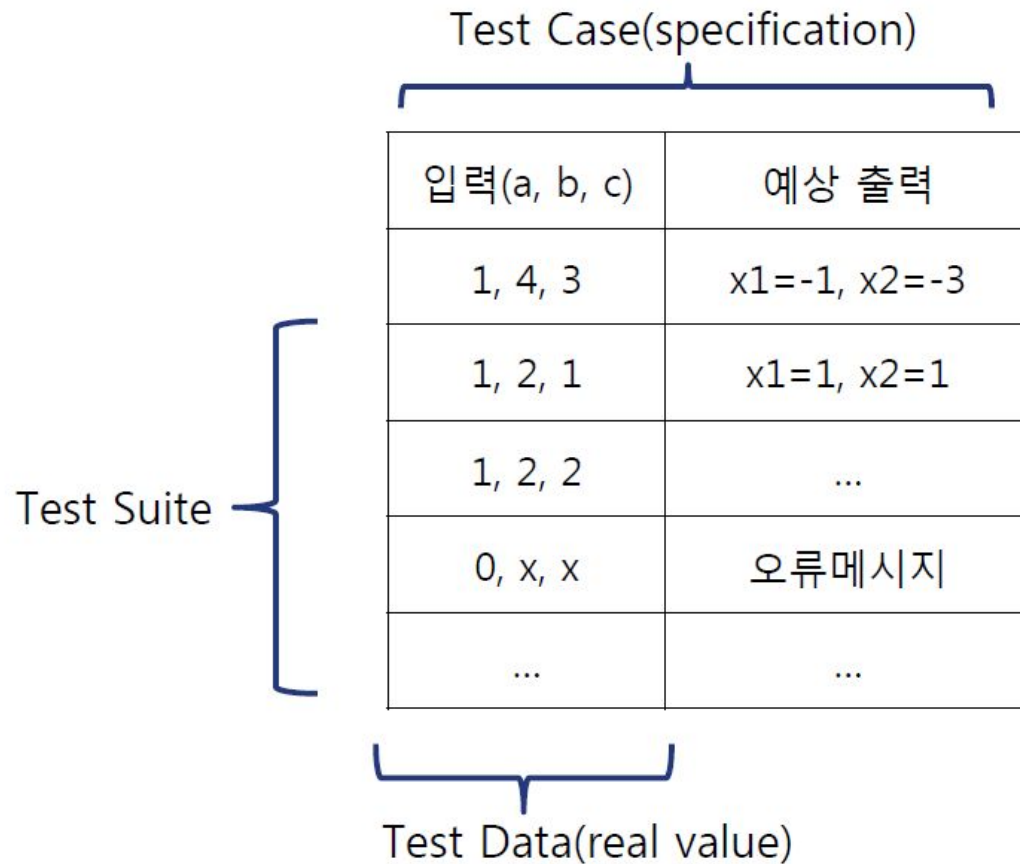 Test Case(specification)
입력(a, b, c) 예상 출력
1, 4, 3 x1=-1, x2=-3
1, 2, 1 x1=1, x2=1
1, 2, 2 ...
Test Suite
0, x, x 오류메시지
... ...
Test Data(real value)